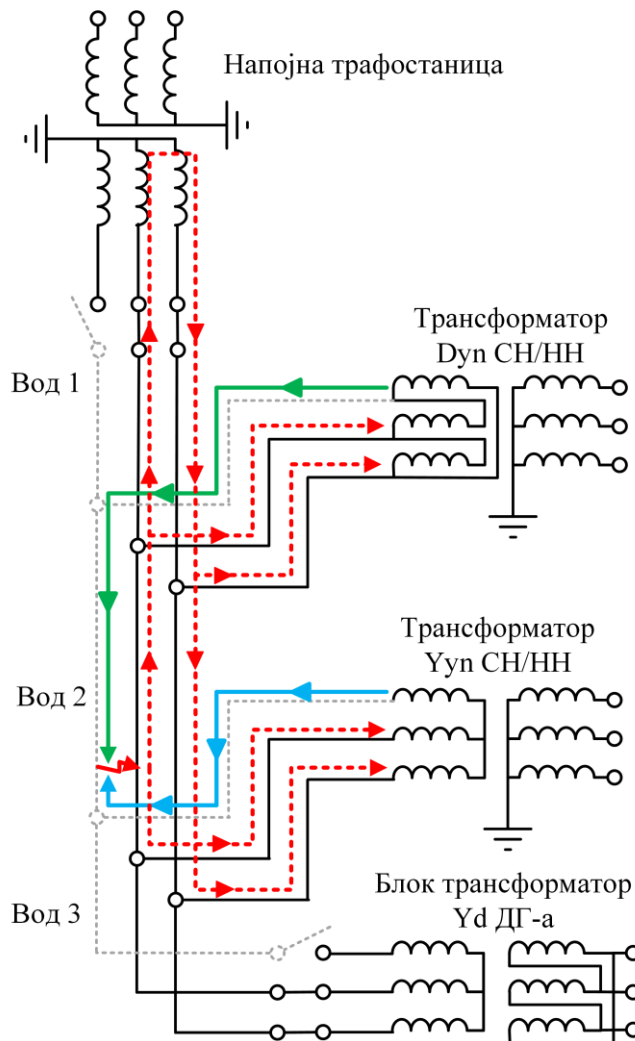 Напојна трафостаница
Трансформатор
Dyn СН/НН
Вод 1
Трансформатор
Yyn СН/НН
Вод 2
Блок трансформатор
Yd ДГ-а
Вод 3